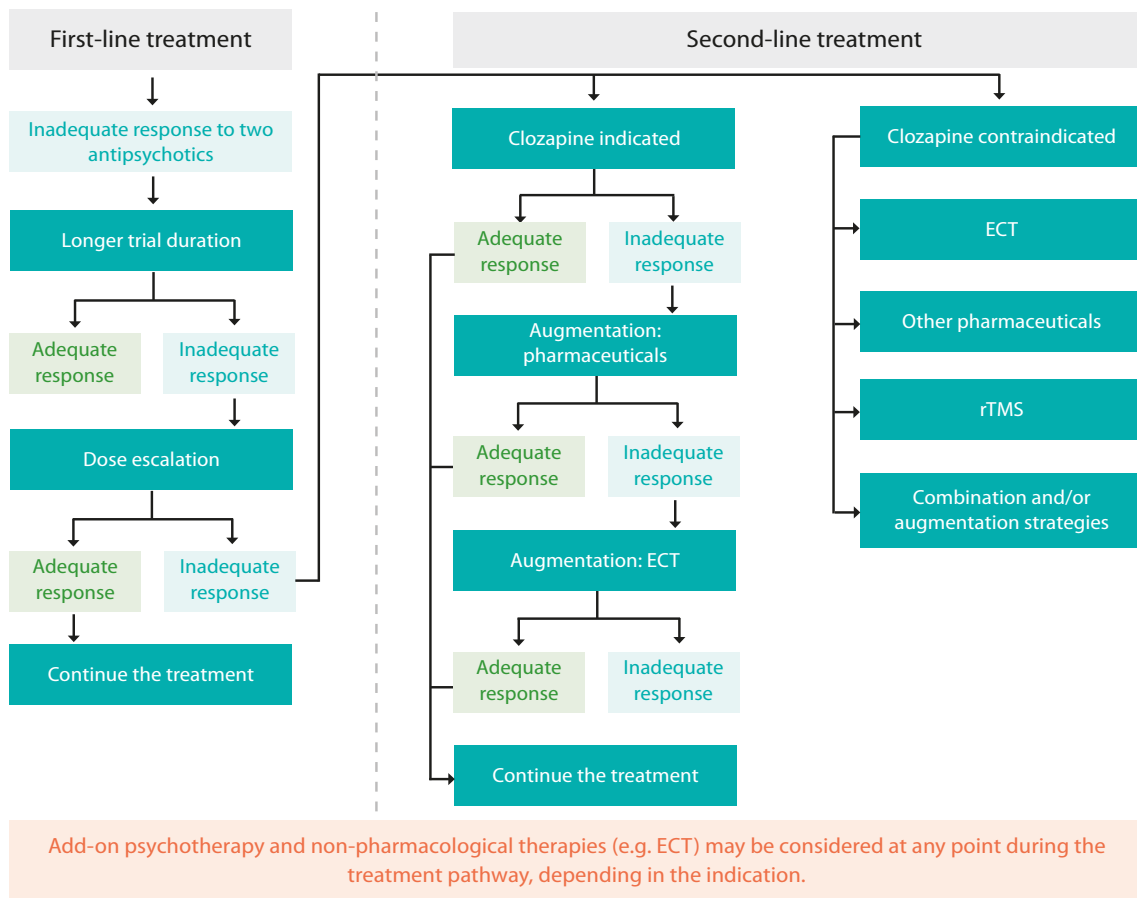 First-line treatment
Inadequate response to two
antipsychotics
Longer trial duration
Adequate
response
Inadequate
response
Dose escalation
Adequate
response
Inadequate
response
Continue the treatment
Second-line treatment
Clozapine indicated
Adequate
response
Inadequate
response
Augmentation:
pharmaceuticals
Adequate
response
Inadequate
response
Augmentation: ECT
Adequate
response
Inadequate
response
Continue the treatment
Clozapine contraindicated
ECT
Other pharmaceuticals
rTMS
Combination and/or
augmentation strategies
Add-on psychotherapy and non-pharmacological therapies (e.g. ECT) may be considered at any point during the
treatment pathway, depending in the indication.